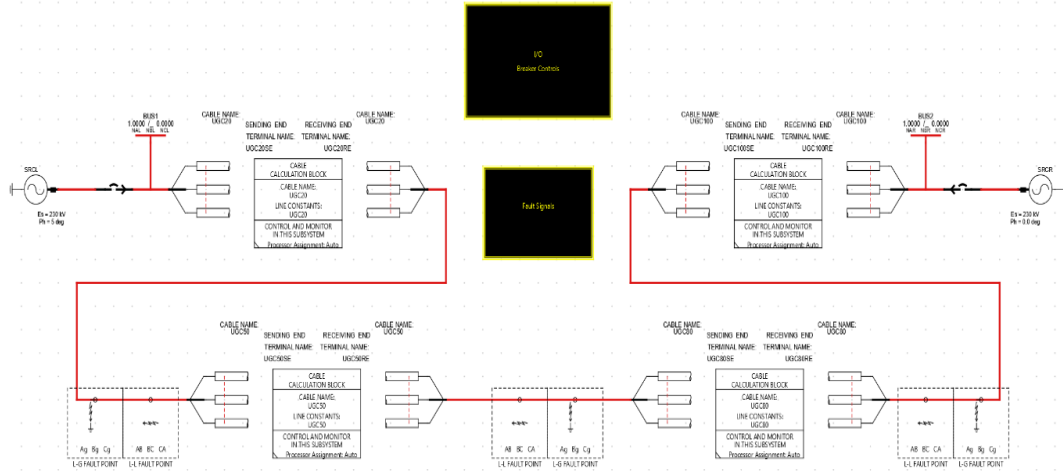 I/O
Breaker Controls
BUS1
1.0000 /_ 0.0000
NAL NBL NCL
CABLE NAME:
UGC20
SENDING END
TERMINAL NAME:
UGC20SE
RECEIVING END
TERMINAL NAME:
UGC20RE
CABLE NAME:
UGC20
CABLE
CALCULATION BLOCK
CABLE NAME:
UGC20
LINE CONSTANTS:
UGC20
CONTROL AND MONITOR
IN THIS SUBSYSTEM
Processor Assignment: Auto
SRCL
Es = 230 kV
Ph = 5 deg
Fault Signals
CABLE NAME:
UGC100
SENDING END
TERMINAL NAME:
UGC100SE
RECEIVING END
TERMINAL NAME:
UGC100RE
CABLE NAME:
UGC100
CABLE
CALCULATION BLOCK
CABLE NAME:
UGC100
LINE CONSTANTS:
UGC100
CONTROL AND MONITOR
IN THIS SUBSYSTEM
Processor Assignment: Auto
BUS2
1.0000 /_ 0.0000
NAR NBR NCR
SRCR
Es = 230 kV
Ph = 0.0 deg
CABLE NAME:
UGC50
SENDING END
TERMINAL NAME:
UGC50SE
RECEIVING END
TERMINAL NAME:
UGC50RE
CABLE NAME:
UGC50
CABLE
CALCULATION BLOCK
CABLE NAME:
UGC50
LINE CONSTANTS:
UGC50
CONTROL AND MONITOR
IN THIS SUBSYSTEM
Processor Assignment: Auto
Ag Bg Cg
L-G FAULT POINT
AB BC CA
L-L FAULT POINT
AB BC CA
L-L FAULT POINT
Ag Bg Cg
L-G FAULT POINT
CABLE NAME:
UGC80
SENDING END
TERMINAL NAME:
UGC80SE
RECEIVING END
TERMINAL NAME:
UGC80RE
CABLE NAME:
UGC80
CABLE
CALCULATION BLOCK
CABLE NAME:
UGC80
LINE CONSTANTS:
UGC80
CONTROL AND MONITOR
IN THIS SUBSYSTEM
Processor Assignment: Auto
AB BC CA
L-L FAULT POINT
Ag Bg Cg
L-G FAULT POINT